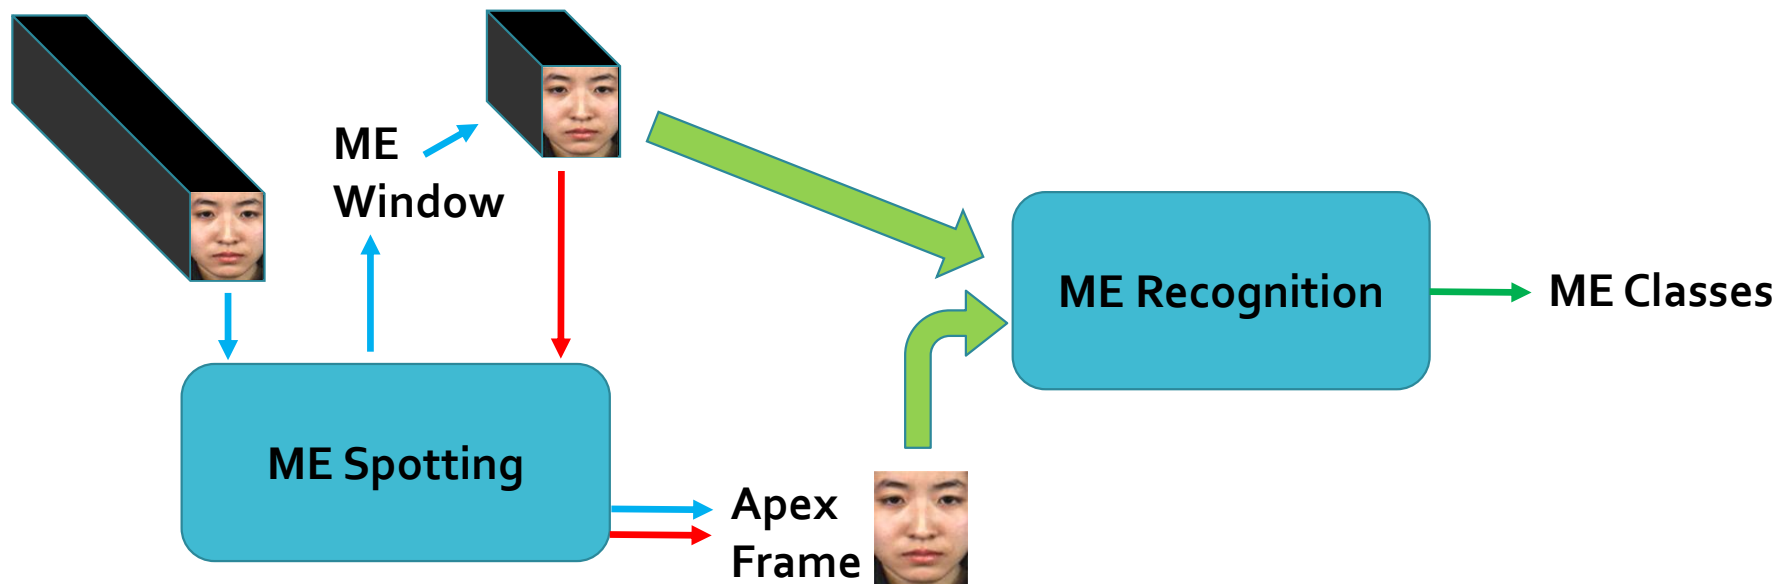 ME
Window
ME Recognition
ME Classes
ME Spotting
Apex
Frame